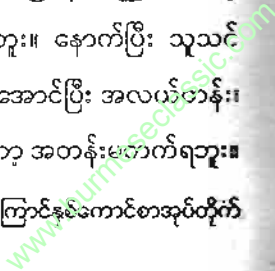 ဘူး။ နောက်ပြီး သူသင်
အောင်ပြီး အလယ်တန်း၊
အတန်းမတက်ရဘူး။
ကြောင်နှစ်ကောင်စာအုပ်တိုက်
www.burmeseclassic.com